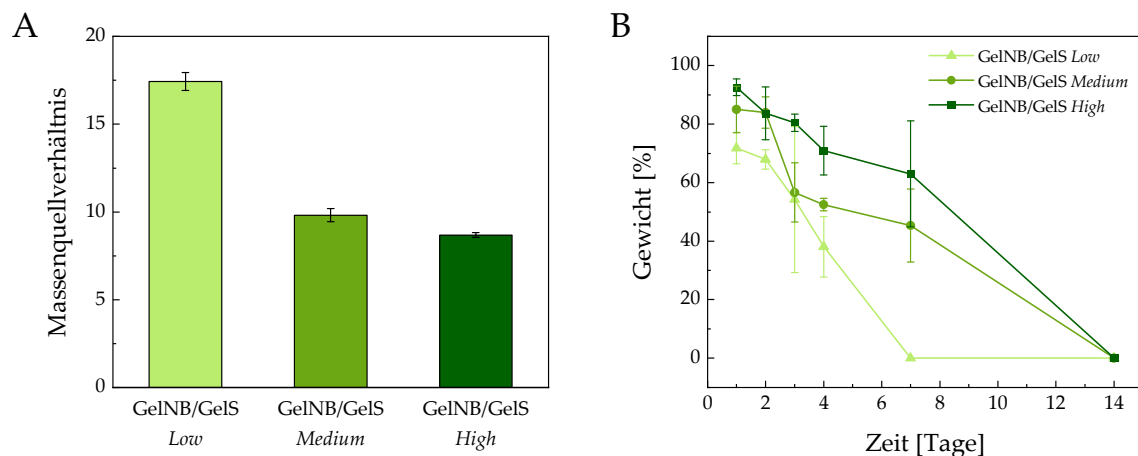 A
Massenquellverhältnis
20
15
10
5
0
GelNB/GelS GelNB/GelS GelNB/GelS
Low Medium High
B
GelNB/GelS Low
GelNB/GelS Medium
GelNB/GelS High
Gewicht [%]
100
80
60
40
20
0
0 2 4 6 8 10 12 14
Zeit [Tage]